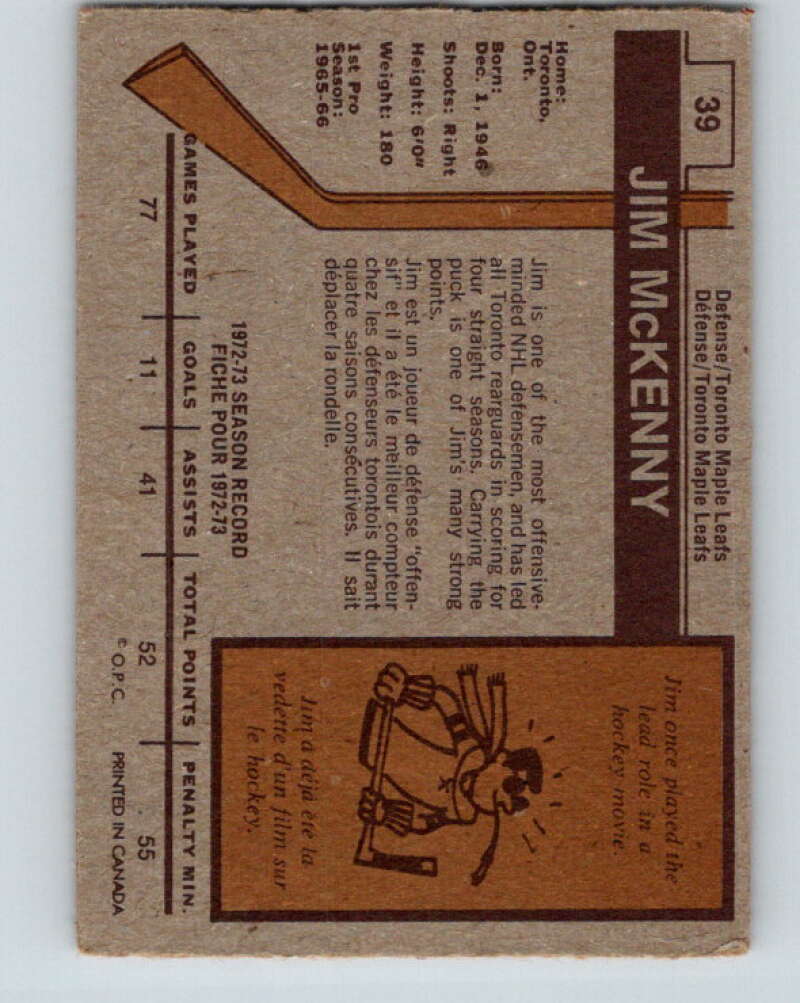 39
Defense/Toronto Maple Leafs
Défense/Toronto Maple Leafs
JIM McKENNY
Home:
Toronto,
Ont.
Born:
Dec. 1, 1946
Shoots: Right
Height: 6'0"
Weight: 180
1st Pro
Season:
1965-66
Jim is one of the most offensive-
minded NHL defensemen, and has led
all Toronto rearguards in scoring for
four straight seasons. Carrying the
puck is one of Jim's many strong
points.
Jim est un joueur de défense "offen-
sif" et il a été le meilleur compteur
chez les défenseurs torontois durant
quatre saisons consécutives. Il sait
déplacer la rondelle.
Jim once played the
lead role in a
hockey movie.
Jim a déjà été la
vedette d'un film sur
le hockey.
1972-73 SEASON RECORD
FICHE POUR 1972-73
GAMES PLAYED GOALS ASSISTS TOTAL POINTS PENALTY MIN.
77 11 41 52 55
© O.P.C. PRINTED IN CANADA